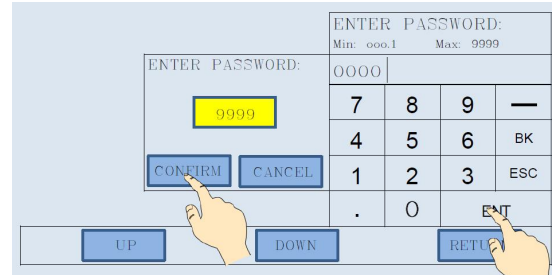 ENTER PASSWORD:
Min: ooo.1 Max: 9999
0000
7 8 9 —
4 5 6 BK
1 2 3 ESC
. 0 ENT
ENTER PASSWORD:
9999
CONFIRM CANCEL
UP DOWN RETU